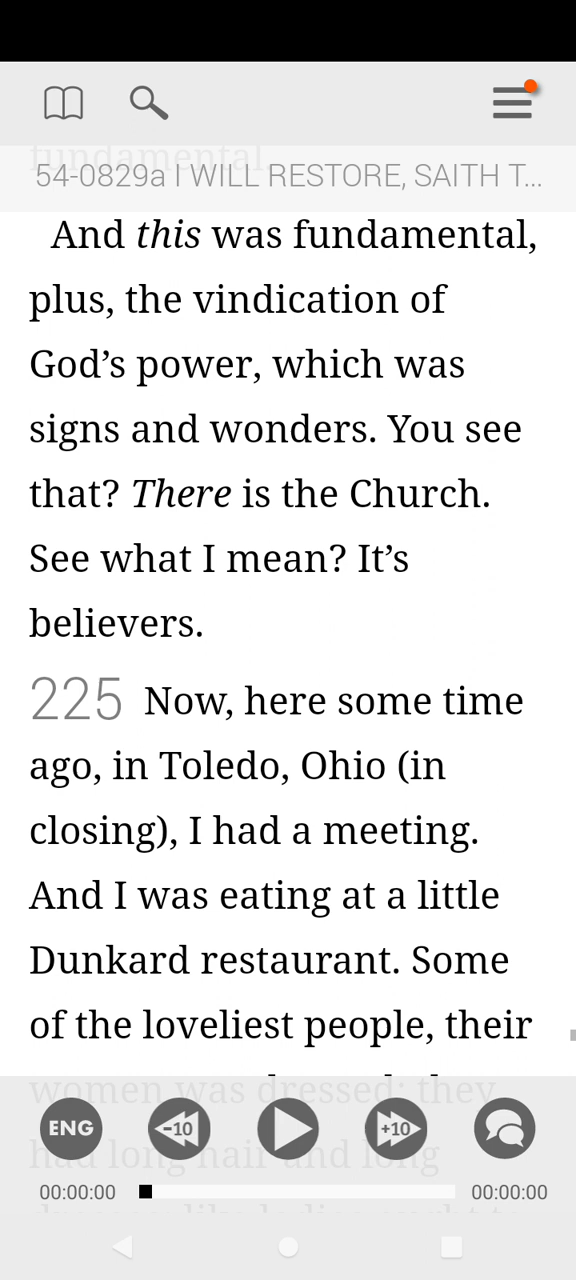 fundamental.
54-0829a I WILL RESTORE, SAITH T...
And this was fundamental,
plus, the vindication of
God’s power, which was
signs and wonders. You see
that? There is the Church.
See what I mean? It’s
believers.
225 Now, here some time
ago, in Toledo, Ohio (in
closing), I had a meeting.
And I was eating at a little
Dunkard restaurant. Some
of the loveliest people, their
women was dressed; they
had long hair and long
ENG -10 +10
00:00:00 00:00:00